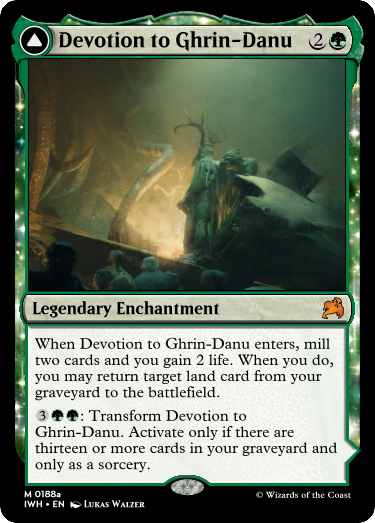 Devotion to Ghrin-Danu 2
Legendary Enchantment
When Devotion to Ghrin-Danu enters, mill
two cards and you gain 2 life. When you do,
you may return target land card from your
graveyard to the battlefield.
3: Transform Devotion to
Ghrin-Danu. Activate only if there are
thirteen or more cards in your graveyard and
only as a sorcery.
M 0188a
IWH • EN Lukas Walzer
© Wizards of the Coast